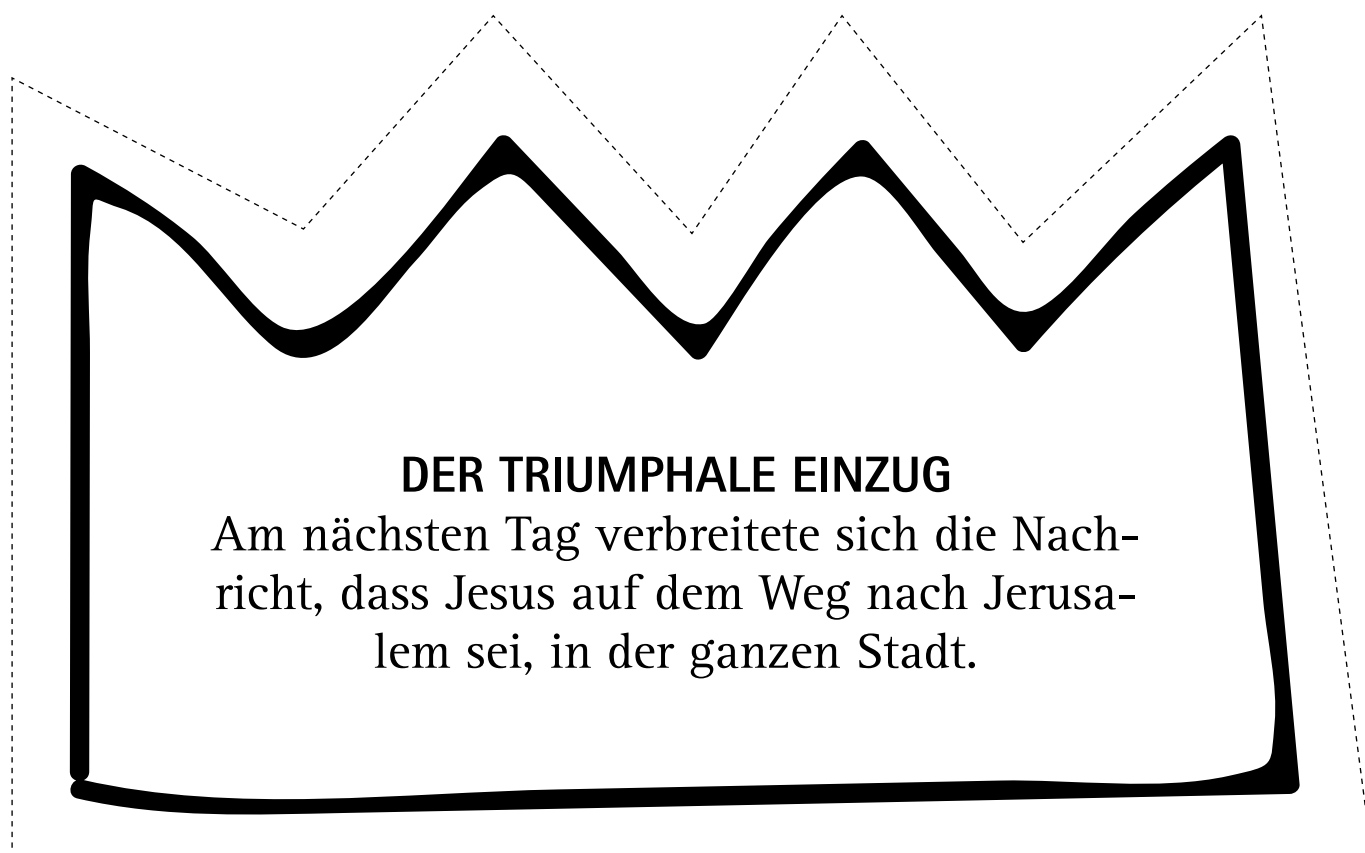 DER TRIUMPHALE EINZUG
Am nächsten Tag verbreitete sich die Nach-
richt, dass Jesus auf dem Weg nach Jerusa-
lem sei, in der ganzen Stadt.